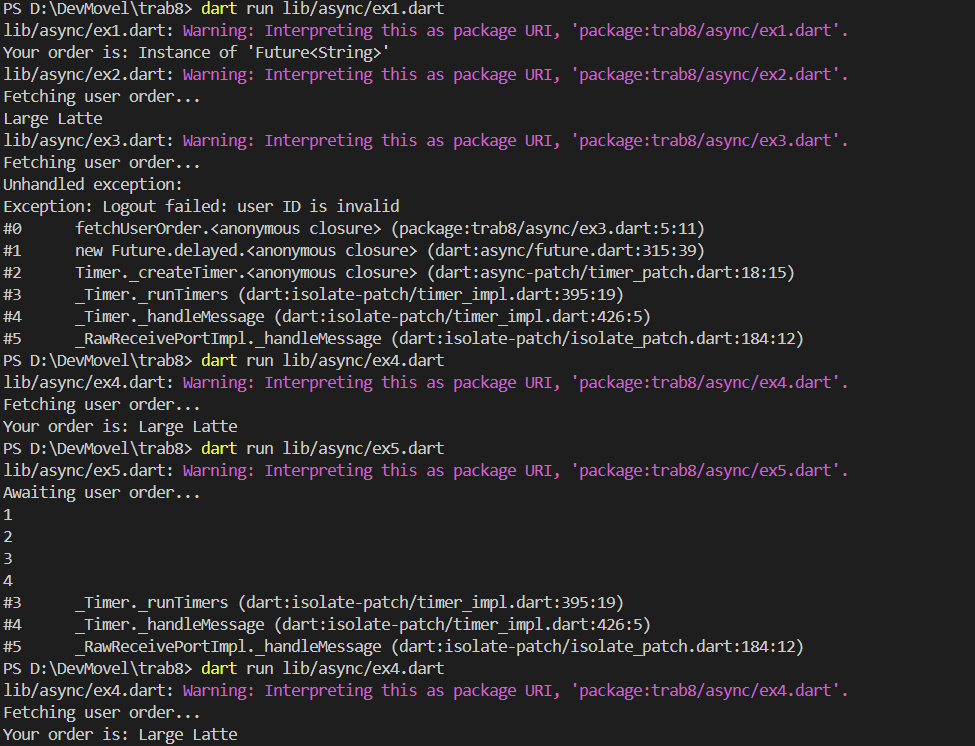 PS D:\DevMovel\trab8> dart run lib/async/ex1.dart
lib/async/ex1.dart: Warning: Interpreting this as package URI, 'package:trab8/async/ex1.dart'.
Your order is: Instance of 'Future<String>'
lib/async/ex2.dart: Warning: Interpreting this as package URI, 'package:trab8/async/ex2.dart'.
Fetching user order...
Large Latte
lib/async/ex3.dart: Warning: Interpreting this as package URI, 'package:trab8/async/ex3.dart'.
Fetching user order...
Unhandled exception:
Exception: Logout failed: user ID is invalid
#0      fetchUserOrder.<anonymous closure> (package:trab8/async/ex3.dart:5:11)
#1      new Future.delayed.<anonymous closure> (dart:async/future.dart:315:39)
#2      Timer._createTimer.<anonymous closure> (dart:async-patch/timer_patch.dart:18:15)
#3      _Timer._runTimers (dart:isolate-patch/timer_impl.dart:395:19)
#4      _Timer._handleMessage (dart:isolate-patch/timer_impl.dart:426:5)
#5      _RawReceivePortImpl._handleMessage (dart:isolate-patch/isolate_patch.dart:184:12)
PS D:\DevMovel\trab8> dart run lib/async/ex4.dart
lib/async/ex4.dart: Warning: Interpreting this as package URI, 'package:trab8/async/ex4.dart'.
Fetching user order...
Your order is: Large Latte
PS D:\DevMovel\trab8> dart run lib/async/ex5.dart
lib/async/ex5.dart: Warning: Interpreting this as package URI, 'package:trab8/async/ex5.dart'.
Awaiting user order...
1
2
3
4
#3      _Timer._runTimers (dart:isolate-patch/timer_impl.dart:395:19)
#4      _Timer._handleMessage (dart:isolate-patch/timer_impl.dart:426:5)
#5      _RawReceivePortImpl._handleMessage (dart:isolate-patch/isolate_patch.dart:184:12)
PS D:\DevMovel\trab8> dart run lib/async/ex4.dart
lib/async/ex4.dart: Warning: Interpreting this as package URI, 'package:trab8/async/ex4.dart'.
Fetching user order...
Your order is: Large Latte